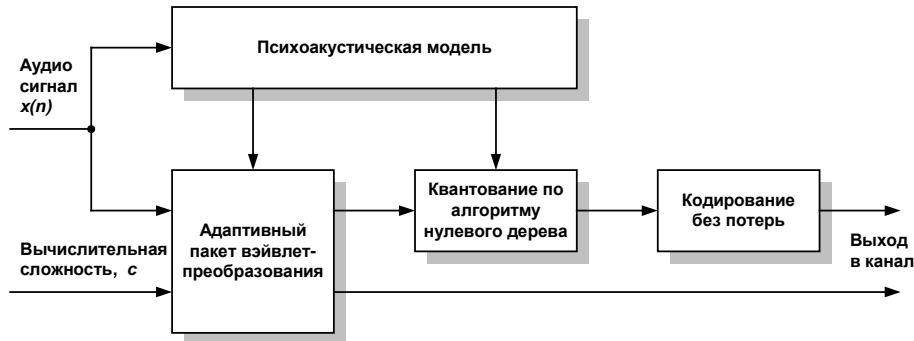 Психоакустическая модель
Аудио
сигнал
x(n)
Адаптивный
пакет вэйвлет-
преобразования
Квантование по
алгоритму
нулевого дерева
Кодирование
без потерь
Вычислительная
сложность, c
Выход
в канал